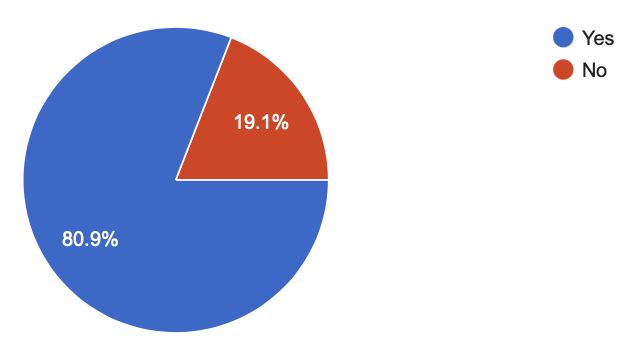 Yes
No
19.1%
80.9%